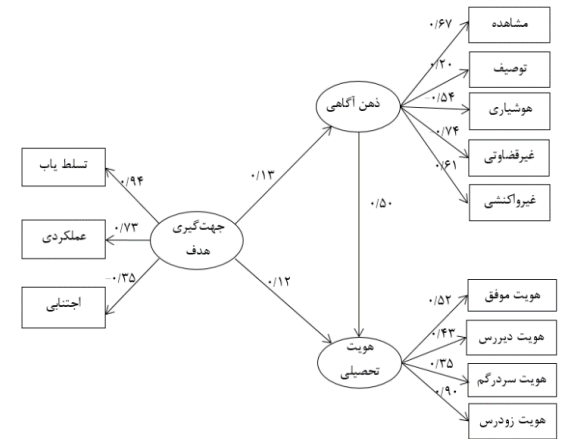 ۰/۶۷
مشاهده
۰/۲۰
توصیف
-۰/۵۴
هوشیاری
ذهن آگاهی
۰/۷۴
غیرقضاوتی
۰/۶۱
غیرواکنشی
تسلط یاب
۰/۹۴
۰/۱۳
۰/۵۰
جهت‌گیری
هدف
عملکردی
۰/۷۳
اجتنابی
-۰/۳۵
۰/۱۲
هویت موفق
۰/۵۲
هویت دیررس
۰/۴۳
هویت
تحصیلی
هویت سردرگم
۰/۳۵
هویت زودرس
۰/۹۰